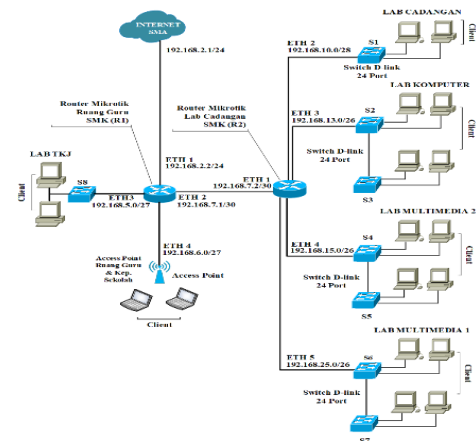 INTERNET
SMA
192.168.2.1/24
Router Mikrotik
Ruang Guru
SMK (R1)
ETH 1
192.168.2.2/24
LAB TKJ
S8
Client
ETH3
192.168.5.0/27
ETH 2
192.168.7.1/30
ETH 4
192.168.6.0/27
Access Point
Ruang Guru
& Kep.
Sekolah
Access Point
Client
Router Mikrotik
Lab Cadangan
SMK (R2)
ETH 1
192.168.7.2/30
LAB CADANGAN
ETH 2
192.168.10.0/28
S1
Switch D-link
24 Port
Client
LAB KOMPUTER
ETH 3
192.168.13.0/26
S2
Switch D-link
24 Port
S3
Client
LAB MULTIMEDIA 2
ETH 4
192.168.15.0/26
S4
Switch D-link
24 Port
S5
Client
LAB MULTIMEDIA 1
ETH 5
192.168.25.0/26
S6
Switch D-link
24 Port
S7
Client